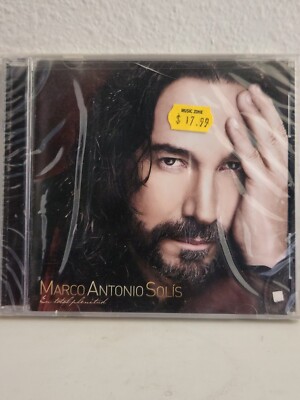 MUSIC ZONE
$ 17.99
MARCO ANTONIO SOLÍS
En total plenitud